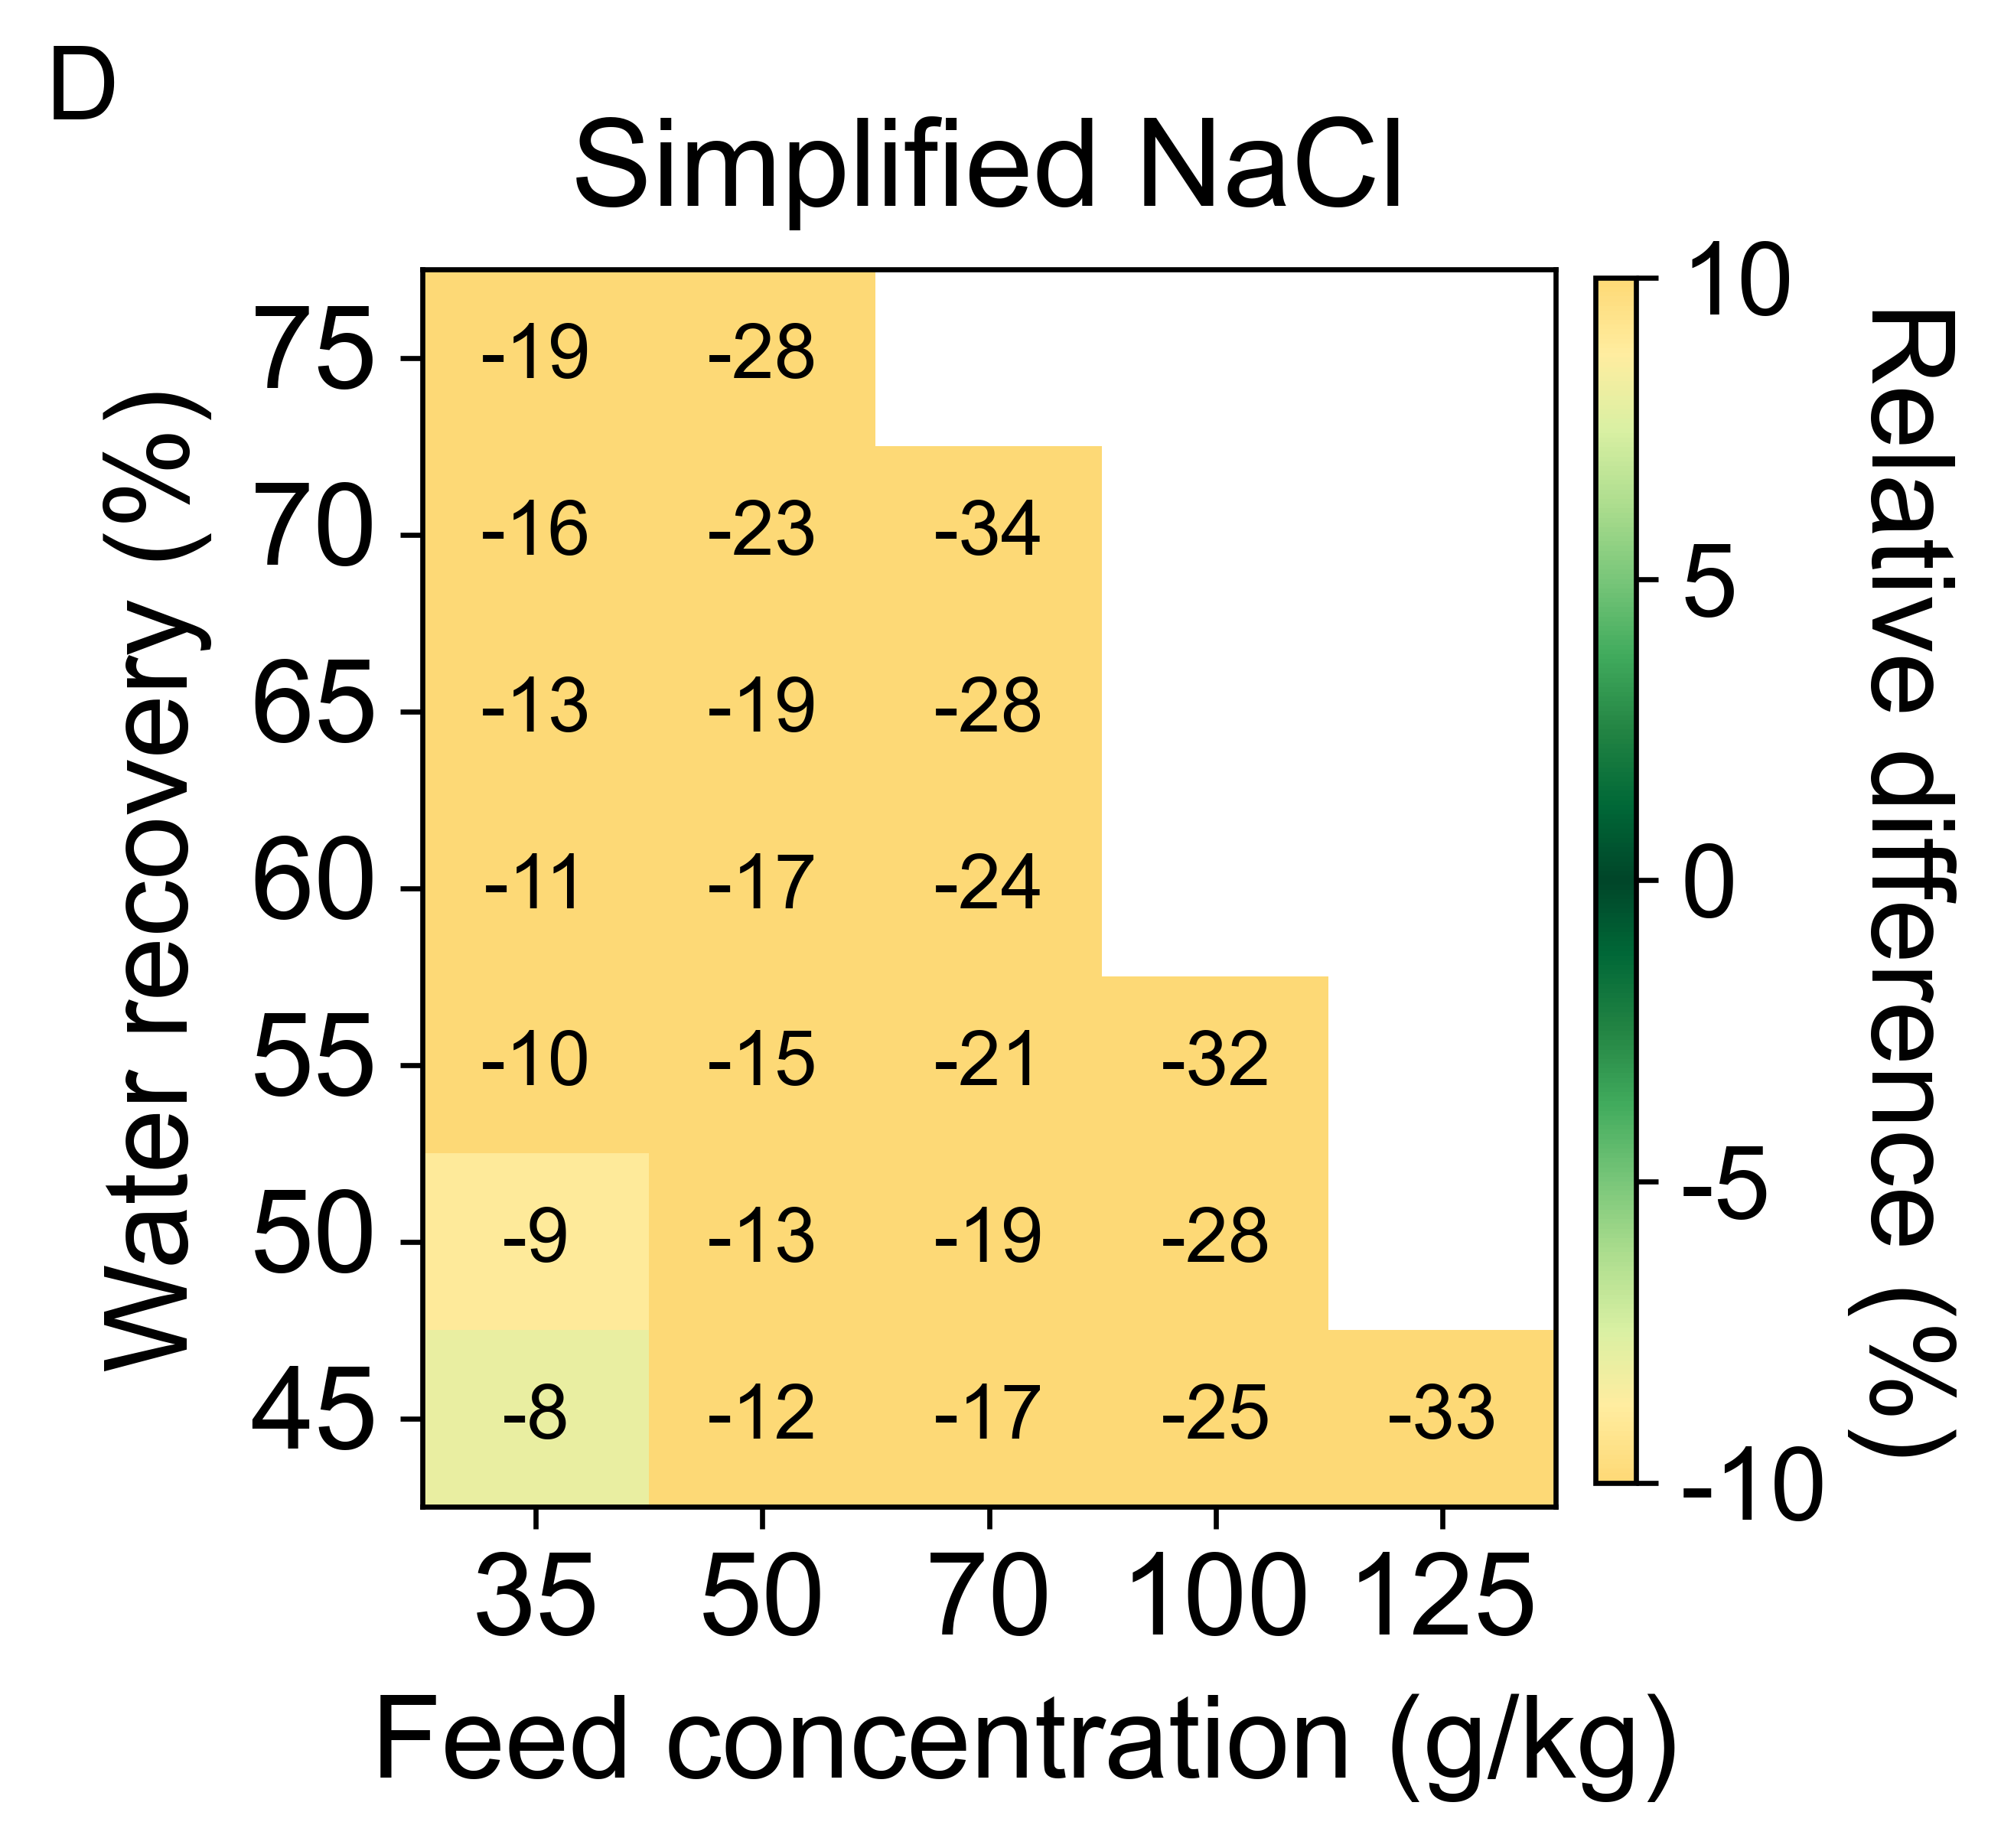 D
Simplified NaCl
Water recovery (%)
75 -19 -28
70 -16 -23 -34
65 -13 -19 -28
60 -11 -17 -24
55 -10 -15 -21 -32
50 -9 -13 -19 -28
45 -8 -12 -17 -25 -33
35 50 70 100 125
Feed concentration (g/kg)
10
5
0
-5
-10
Relative difference (%)